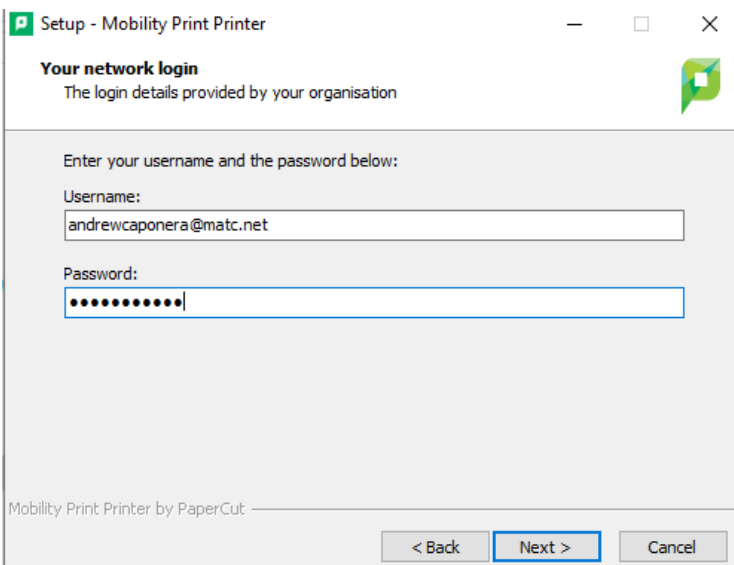 Setup - Mobility Print Printer
Your network login
The login details provided by your organisation
Enter your username and the password below:
Username:
andrewcaponera@matc.net
Password:
•••••••••••
Mobility Print Printer by PaperCut
< Back Next > Cancel